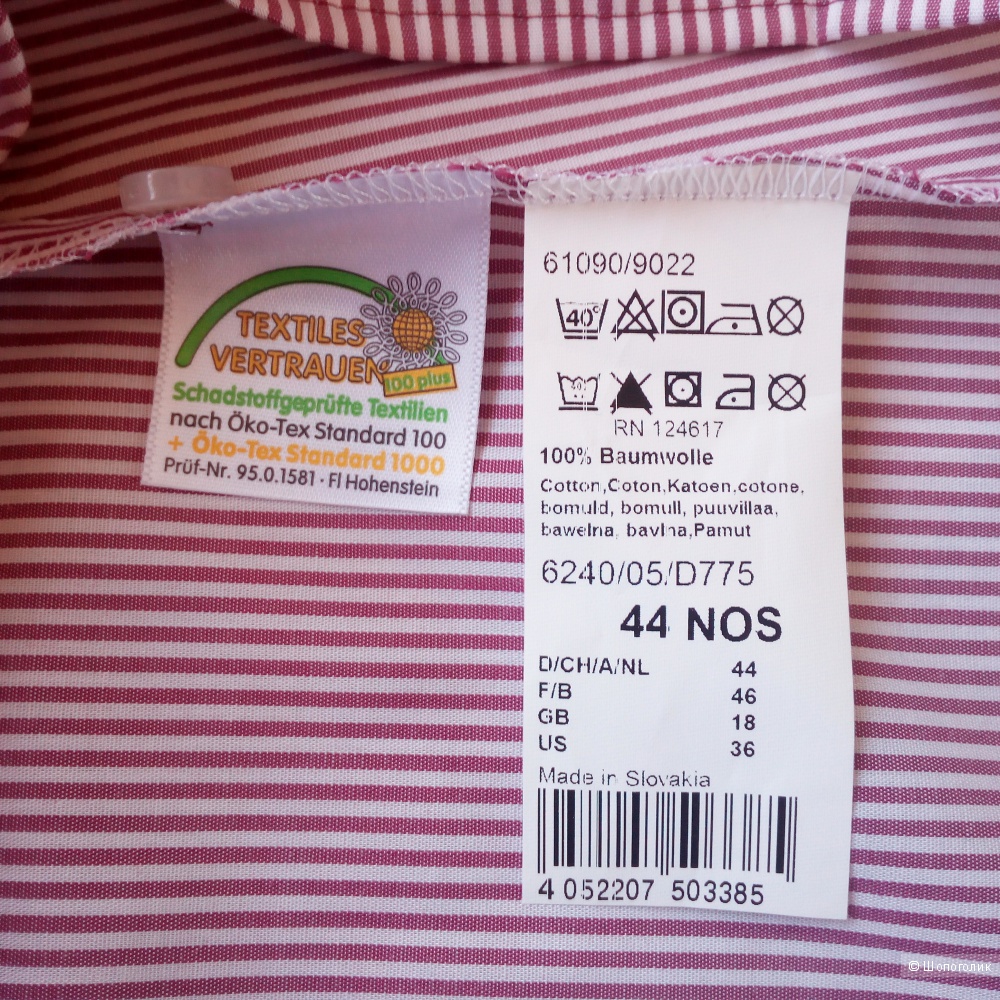 TEXTILES
VERTRAUEN
100 plus
Schadstoffgeprüfte Textilien
nach Öko-Tex Standard 100
+ Öko-Tex Standard 1000
Prüf-Nr. 95.0.1581 · FI Hohenstein
61090/9022
40°
RN 124617
100% Baumwolle
Cotton,Coton,Katoen,cotone,
bomuld, bomull, puuvillaa,
bawelna, bavlna,Pamut
6240/05/D775
44 NOS
D/CH/A/NL 44
F/B 46
GB 18
US 36
Made in Slovakia
4 052207 503385
© Шопоголик